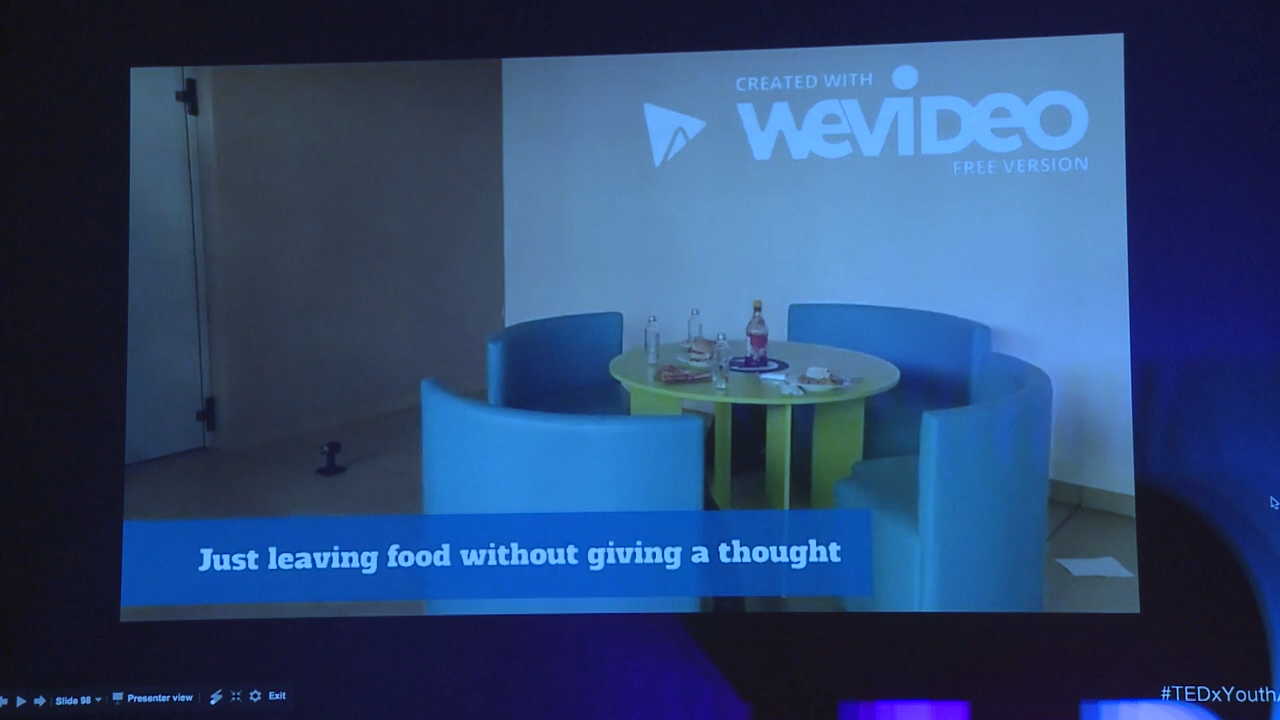 CREATED WITH
WEVIDEO
FREE VERSION
Just leaving food without giving a thought
Slide 98
Presenter view
Exit
#TEDxYouth